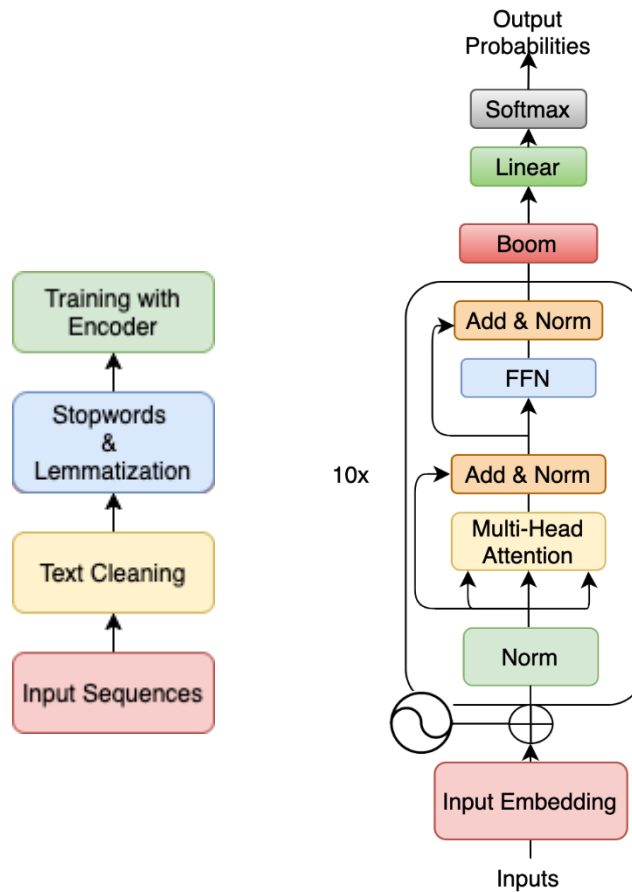 Training with
Encoder
Stopwords
&
Lemmatization
Text Cleaning
Input Sequences
Output
Probabilities
Softmax
Linear
Boom
Add & Norm
FFN
10x
Add & Norm
Multi-Head
Attention
Norm
Input Embedding
Inputs